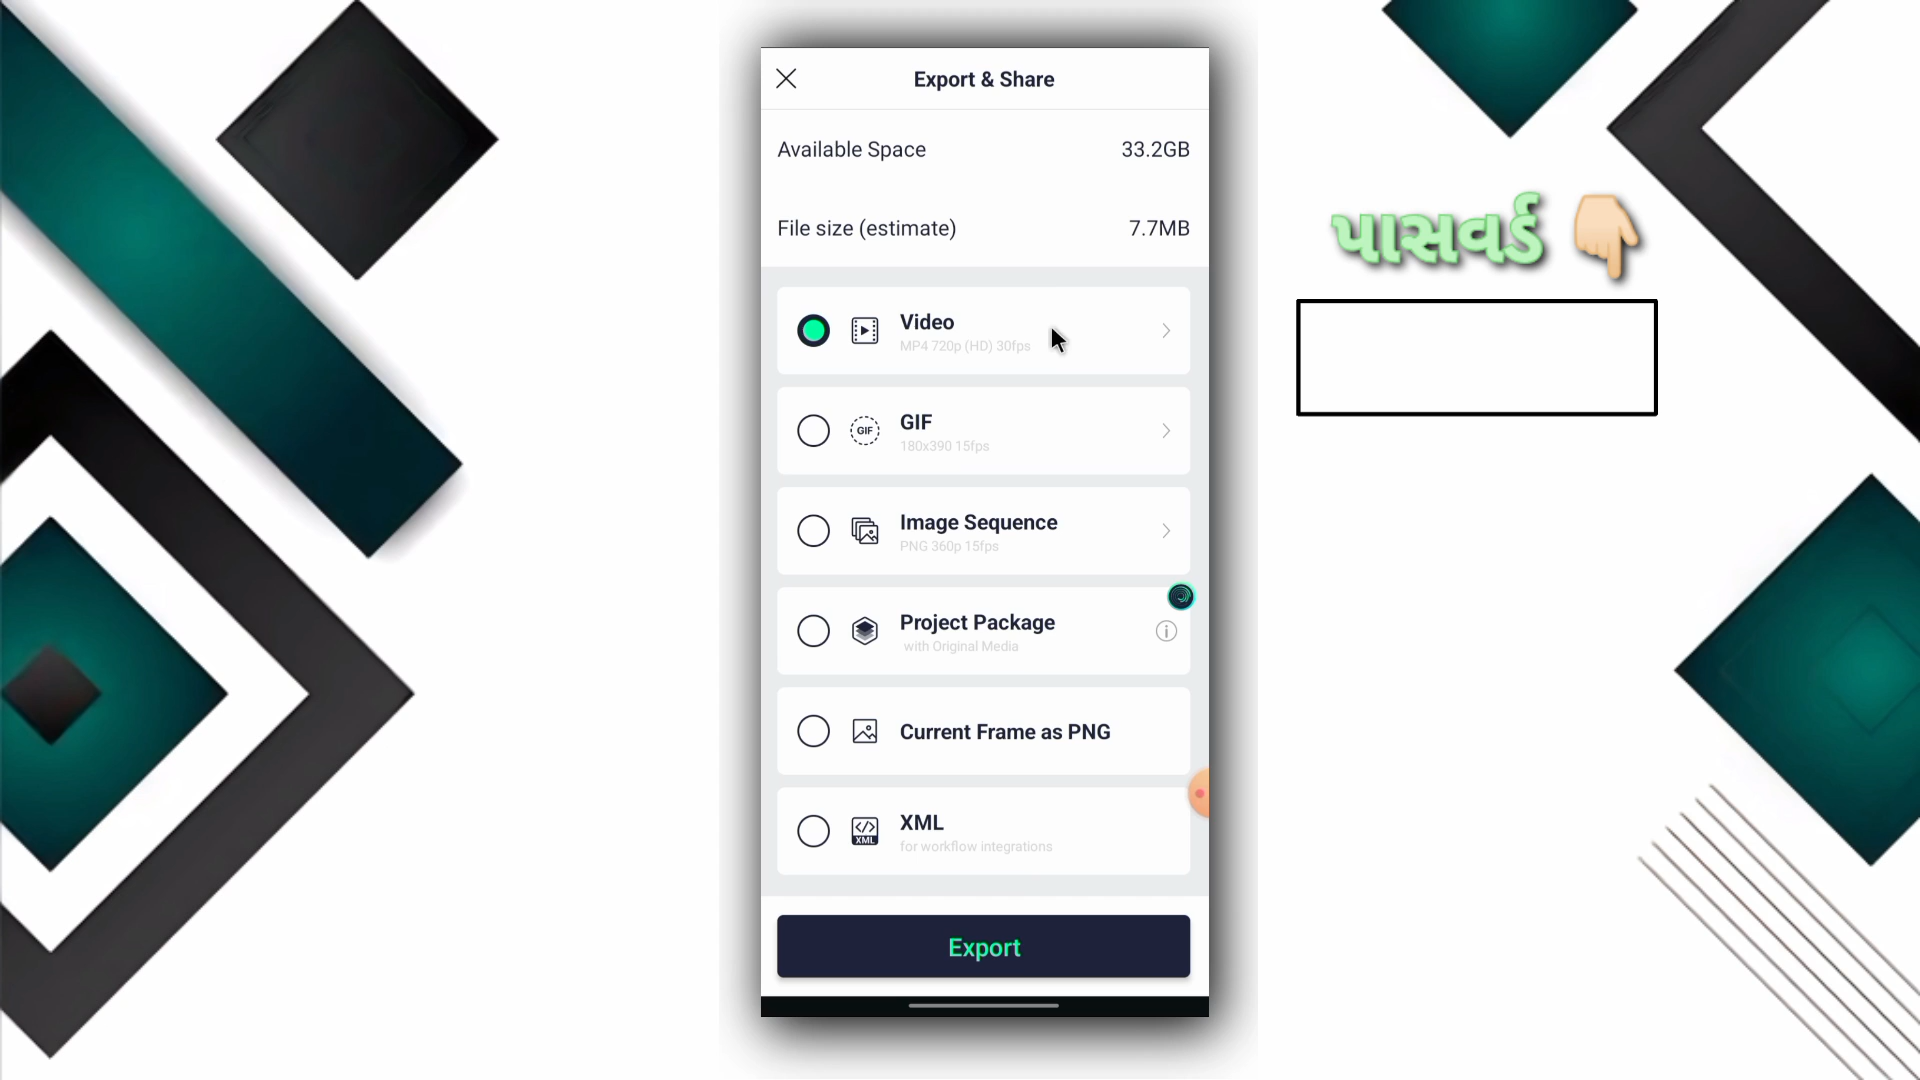 Export & Share
Available Space 33.2GB
File size (estimate) 7.7MB
Video
MP4 720p (HD) 30fps
GIF
GIF
180x390 15fps
Image Sequence
PNG 360p 15fps
Project Package
with Original Media
Current Frame as PNG
XML
XML
for workflow integrations
Export
પાસવર્ડ 👇🏻